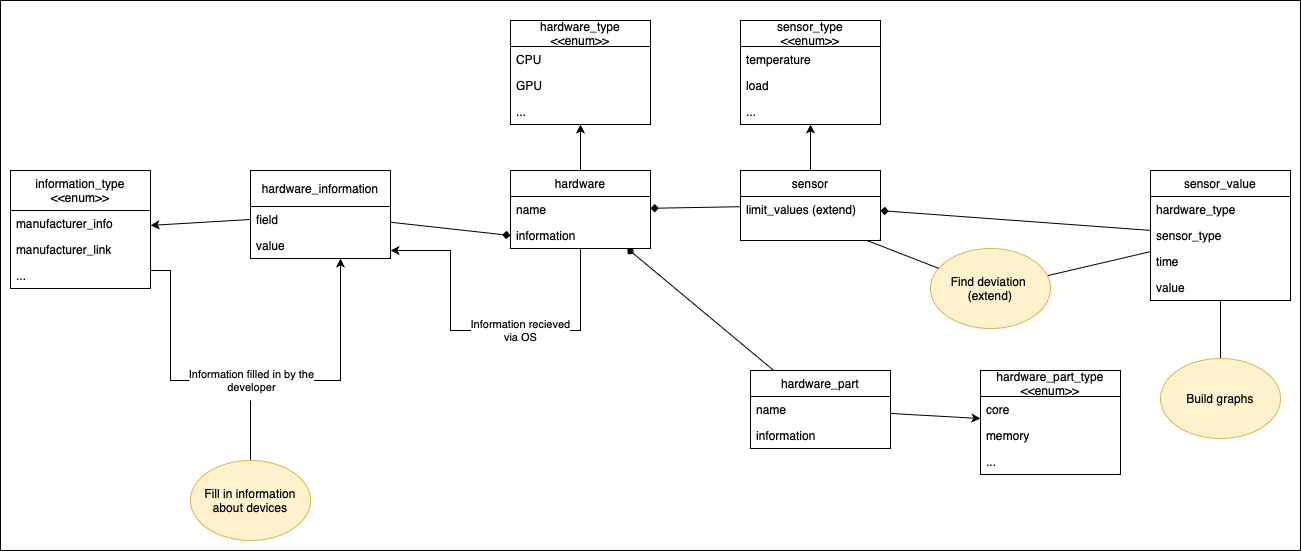 hardware_type
<<enum>>
CPU
GPU
...
sensor_type
<<enum>>
temperature
load
...
information_type
<<enum>>
manufacturer_info
manufacturer_link
...
hardware_information
field
value
hardware
name
information
sensor
limit_values (extend)
sensor_value
hardware_type
sensor_type
time
value
Find deviation
(extend)
Information recieved
via OS
Information filled in by the
developer
hardware_part
name
information
hardware_part_type
<<enum>>
core
memory
...
Build graphs
Fill in information
about devices